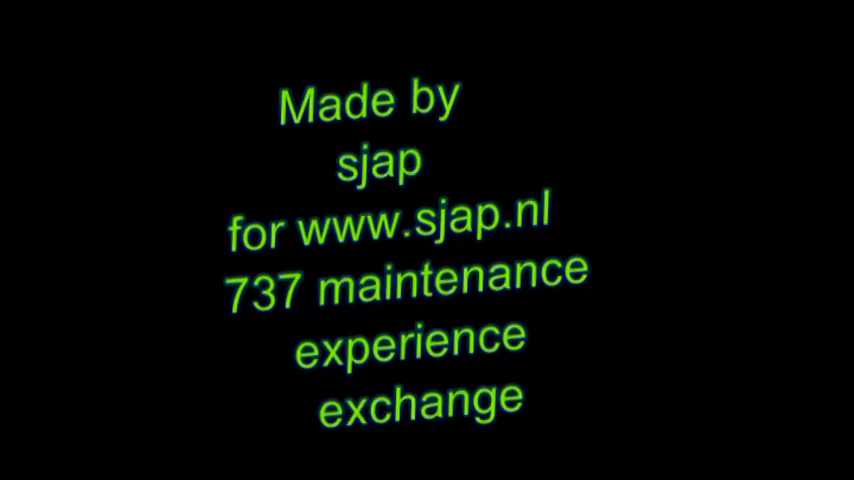 Made by
sjap
for www.sjap.nl
737 maintenance
experience
exchange